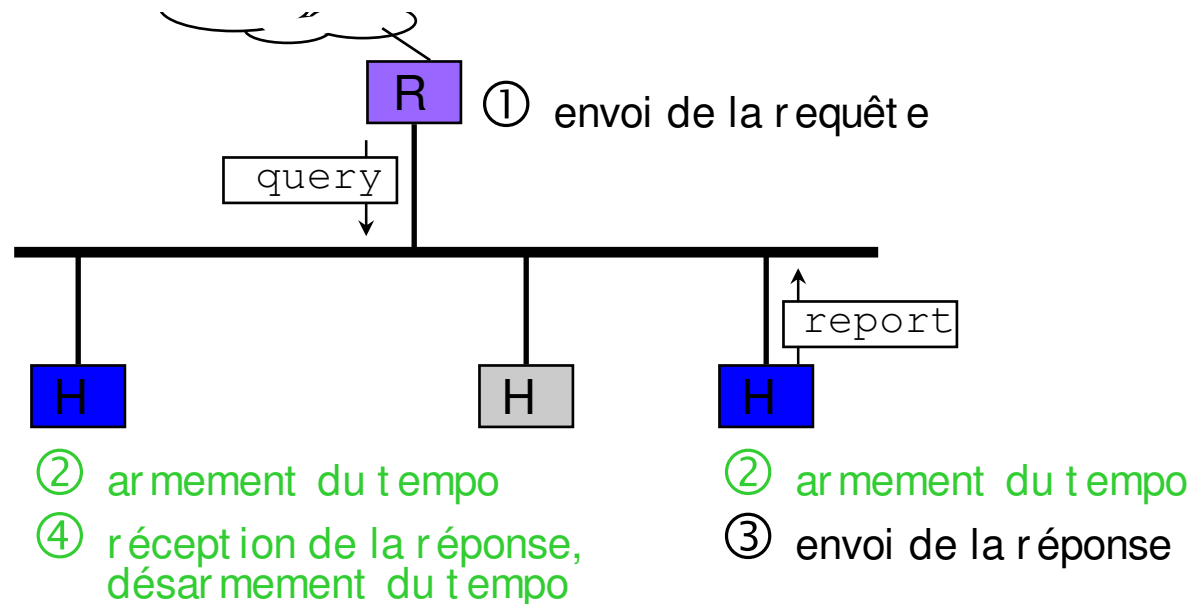 R
① envoi de la requête
query
report
H
H
H
② armement du tempo
④ réception de la réponse,
désarmement du tempo
② armement du tempo
③ envoi de la réponse